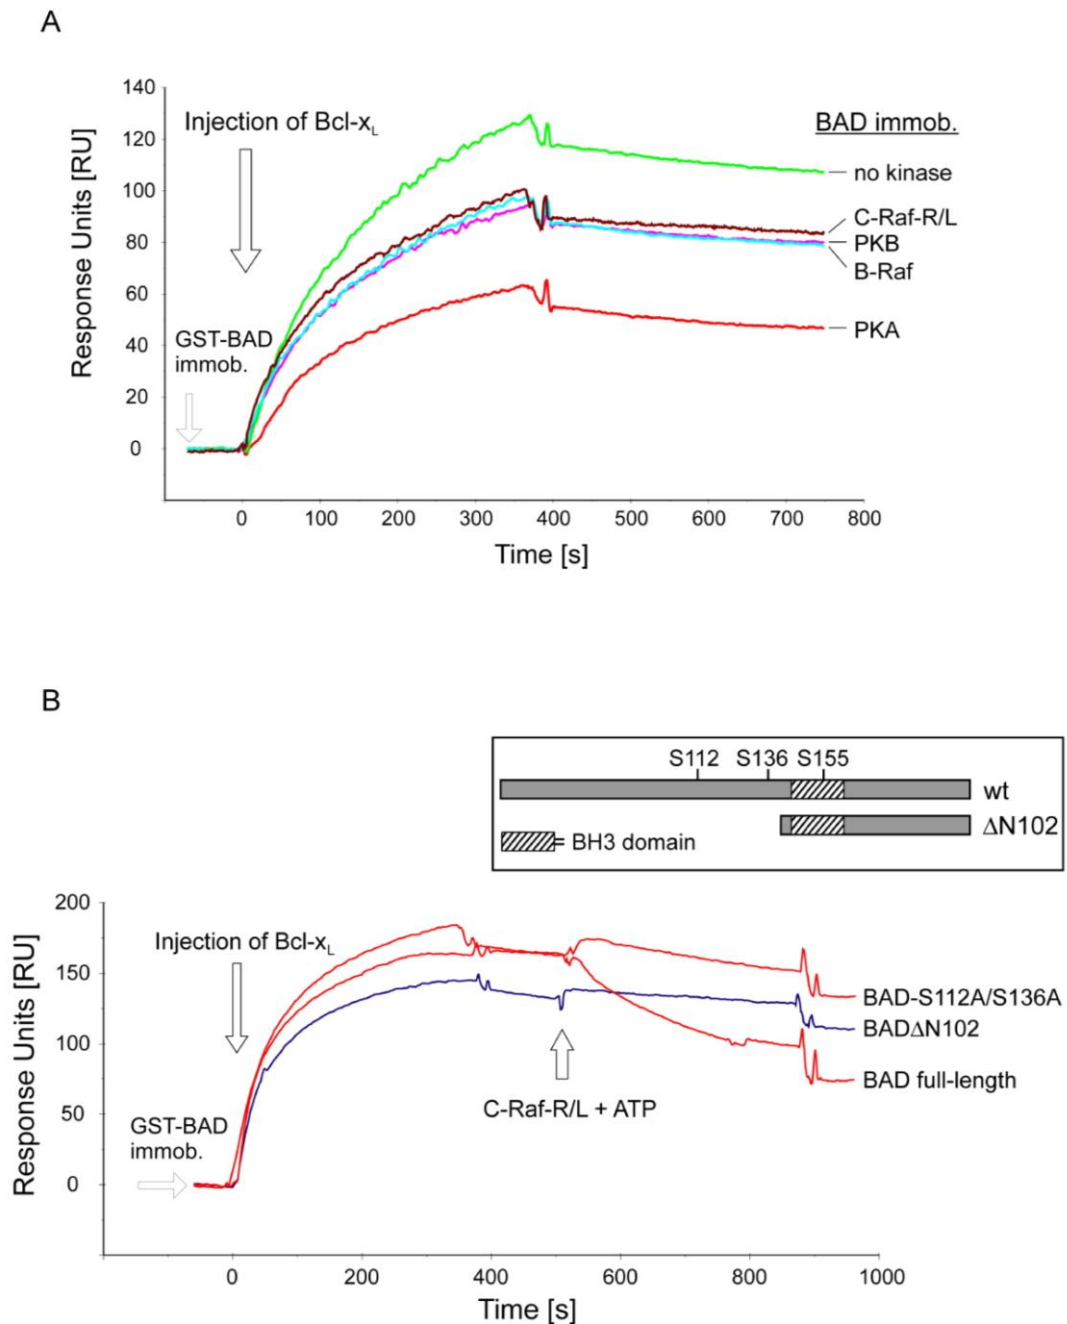 A
140
120
100
80
60
40
20
0
Response Units [RU]
Injection of Bcl-xL
GST-BAD
immob.
BAD immob.
no kinase
C-Raf-R/L
PKB
B-Raf
PKA
0 100 200 300 400 500 600 700 800
Time [s]
B
S112 S136 S155
wt
ΔN102
= BH3 domain
200
150
100
50
0
Response Units [RU]
Injection of Bcl-xL
GST-BAD
immob.
C-Raf-R/L + ATP
BAD-S112A/S136A
BADΔN102
BAD full-length
0 200 400 600 800 1000
Time [s]